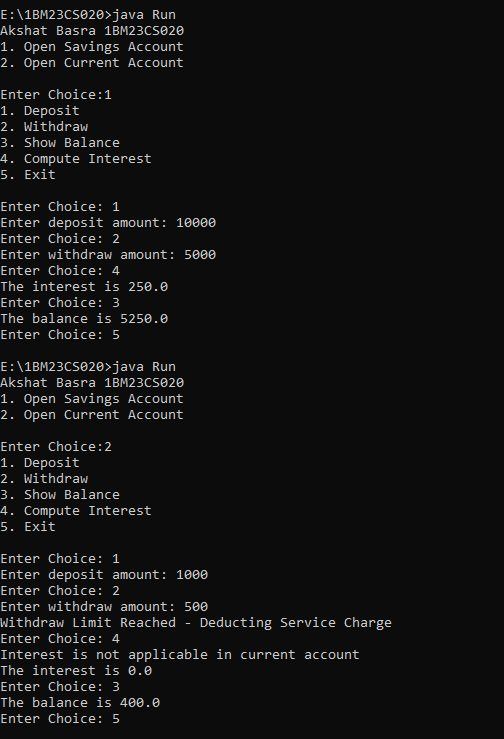 E:\1BM23CS020>java Run
Akshat Basra 1BM23CS020
1. Open Savings Account
2. Open Current Account
Enter Choice:1
1. Deposit
2. Withdraw
3. Show Balance
4. Compute Interest
5. Exit
Enter Choice: 1
Enter deposit amount: 10000
Enter Choice: 2
Enter withdraw amount: 5000
Enter Choice: 4
The interest is 250.0
Enter Choice: 3
The balance is 5250.0
Enter Choice: 5
E:\1BM23CS020>java Run
Akshat Basra 1BM23CS020
1. Open Savings Account
2. Open Current Account
Enter Choice:2
1. Deposit
2. Withdraw
3. Show Balance
4. Compute Interest
5. Exit
Enter Choice: 1
Enter deposit amount: 1000
Enter Choice: 2
Enter withdraw amount: 500
Withdraw Limit Reached - Deducting Service Charge
Enter Choice: 4
Interest is not applicable in current account
The interest is 0.0
Enter Choice: 3
The balance is 400.0
Enter Choice: 5